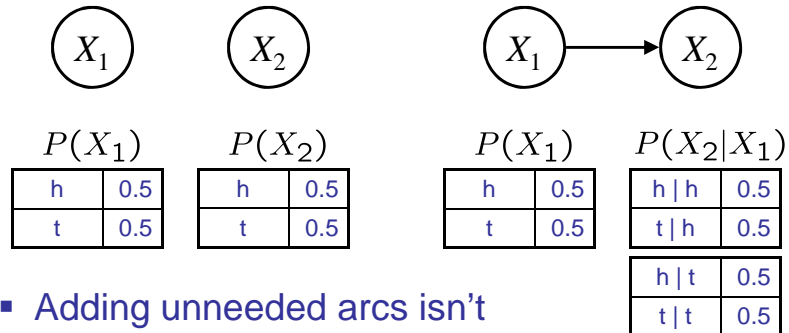 X1 X2 X1 X2
P(X1) P(X2) P(X1) P(X2|X1)
h 0.5 h 0.5 h 0.5 h | h 0.5
t 0.5 t 0.5 t 0.5 t | h 0.5
h | t 0.5
▪ Adding unneeded arcs isn't
t | t 0.5